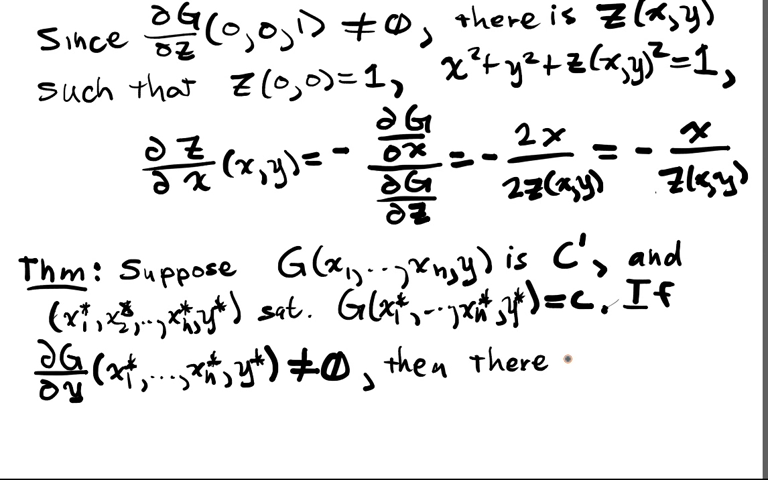 Since ∂G/∂z (0,0,1) ≠ 0, there is z(x,y)
such that z(0,0)=1, x²+y²+z(x,y)²=1,
∂z/∂x (x,y) = - (∂G/∂x)/(∂G/∂z) = - 2x/2z(x,y) = - x/z(x,y)
Thm: Suppose G(x₁,...,xₙ,y) is C¹, and
(x₁*,x₂*,...,xₙ*,y*) sat. G(x₁*,...,xₙ*,y*)=c. If
∂G/∂y (x₁*,...,xₙ*,y*) ≠ 0, then there